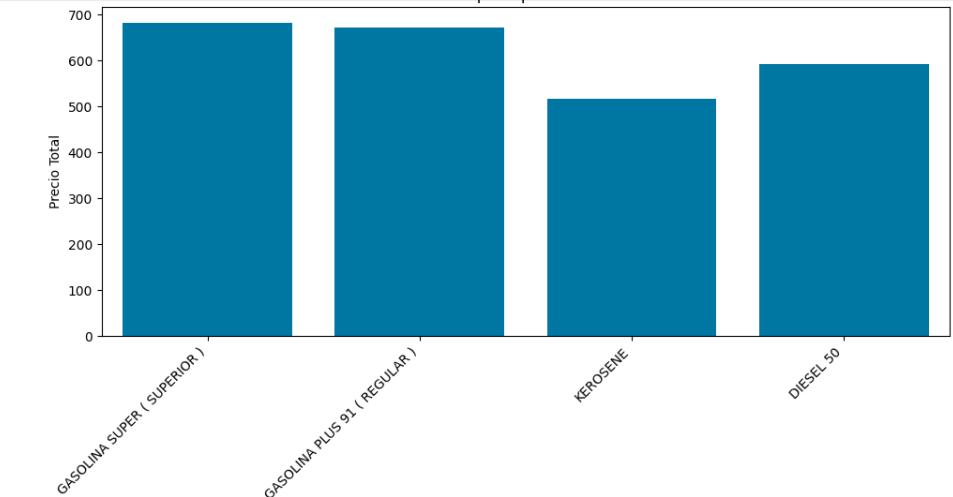 700
600
500
400
300
200
100
0
Precio Total
GASOLINA SUPER ( SUPERIOR )
GASOLINA PLUS 91 ( REGULAR )
KEROSENE
DIESEL 50